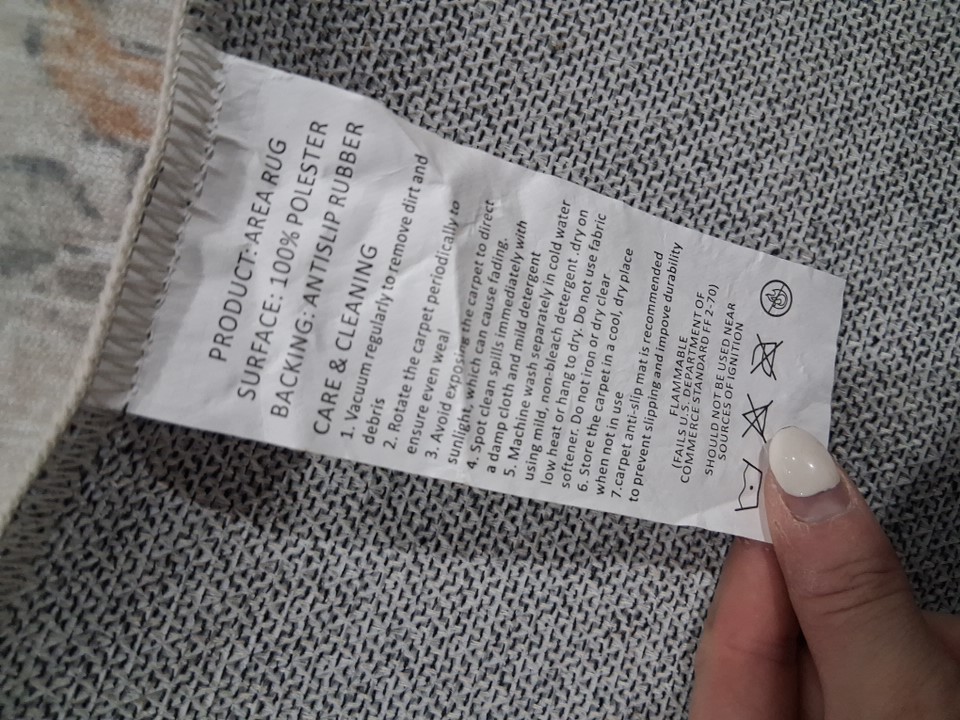 PRODUCT: AREA RUG
SURFACE: 100% POLESTER
BACKING: ANTISLIP RUBBER
CARE & CLEANING
1. Vacuum regularly to remove dirt and
debris
2. Rotate the carpet periodically to
ensure even weal
3. Avoid exposing the carpet to direct
sunlight, which can cause fading.
4. Spot clean spills immediately with
a damp cloth and mild detergent
5. Machine wash separately in cold water
using mild, non-bleach detergent .dry on
low heat or hang to dry. Do not use fabric
softener. Do not iron or dry clear
6. Store the carpet in a cool, dry place
when not in use
7.carpet anti-slip mat is recommended
to prevent slipping and improve durability
FLAMMABLE
(FAILS U.S. DEPARTMENT OF
COMMERCE STANDARD FF 2-70)
SHOULD NOT BE USED NEAR
SOURCES OF IGNITION